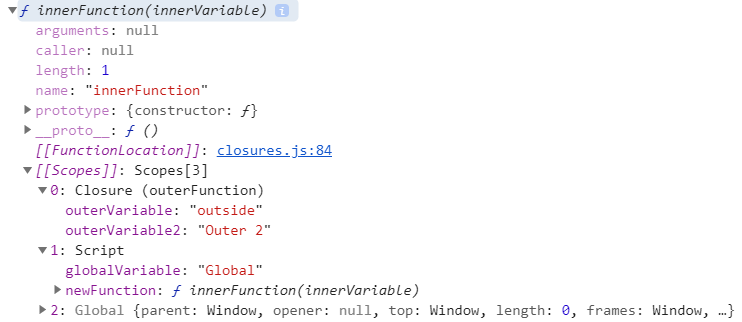 ƒ innerFunction(innerVariable) i
arguments: null
caller: null
length: 1
name: "innerFunction"
prototype: {constructor: ƒ}
__proto__: ƒ ()
[[FunctionLocation]]: closures.js:84
[[Scopes]]: Scopes[3]
0: Closure (outerFunction)
outerVariable: "outside"
outerVariable2: "Outer 2"
1: Script
globalVariable: "Global"
newFunction: ƒ innerFunction(innerVariable)
2: Global {parent: Window, opener: null, top: Window, length: 0, frames: Window, …}